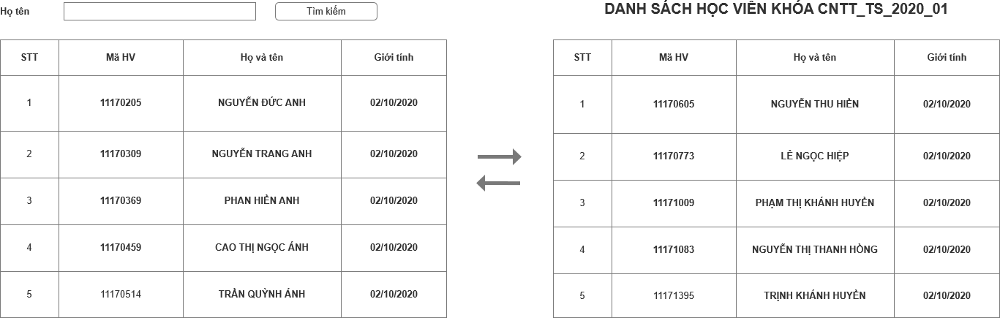 Họ tên
Tìm kiếm
STT Mã HV Họ và tên Giới tính
1 11170205 NGUYỄN ĐỨC ANH 02/10/2020
2 11170309 NGUYỄN TRANG ANH 02/10/2020
3 11170369 PHAN HIỀN ANH 02/10/2020
4 11170459 CAO THỊ NGỌC ÁNH 02/10/2020
5 11170514 TRẦN QUỲNH ÁNH 02/10/2020
DANH SÁCH HỌC VIÊN KHÓA CNTT_TS_2020_01
STT Mã HV Họ và tên Giới tính
1 11170605 NGUYỄN THU HIỀN 02/10/2020
2 11170773 LÊ NGỌC HIỆP 02/10/2020
3 11171009 PHẠM THỊ KHÁNH HUYỀN 02/10/2020
4 11171083 NGUYỄN THỊ THANH HỒNG 02/10/2020
5 11171395 TRỊNH KHÁNH HUYỀN 02/10/2020